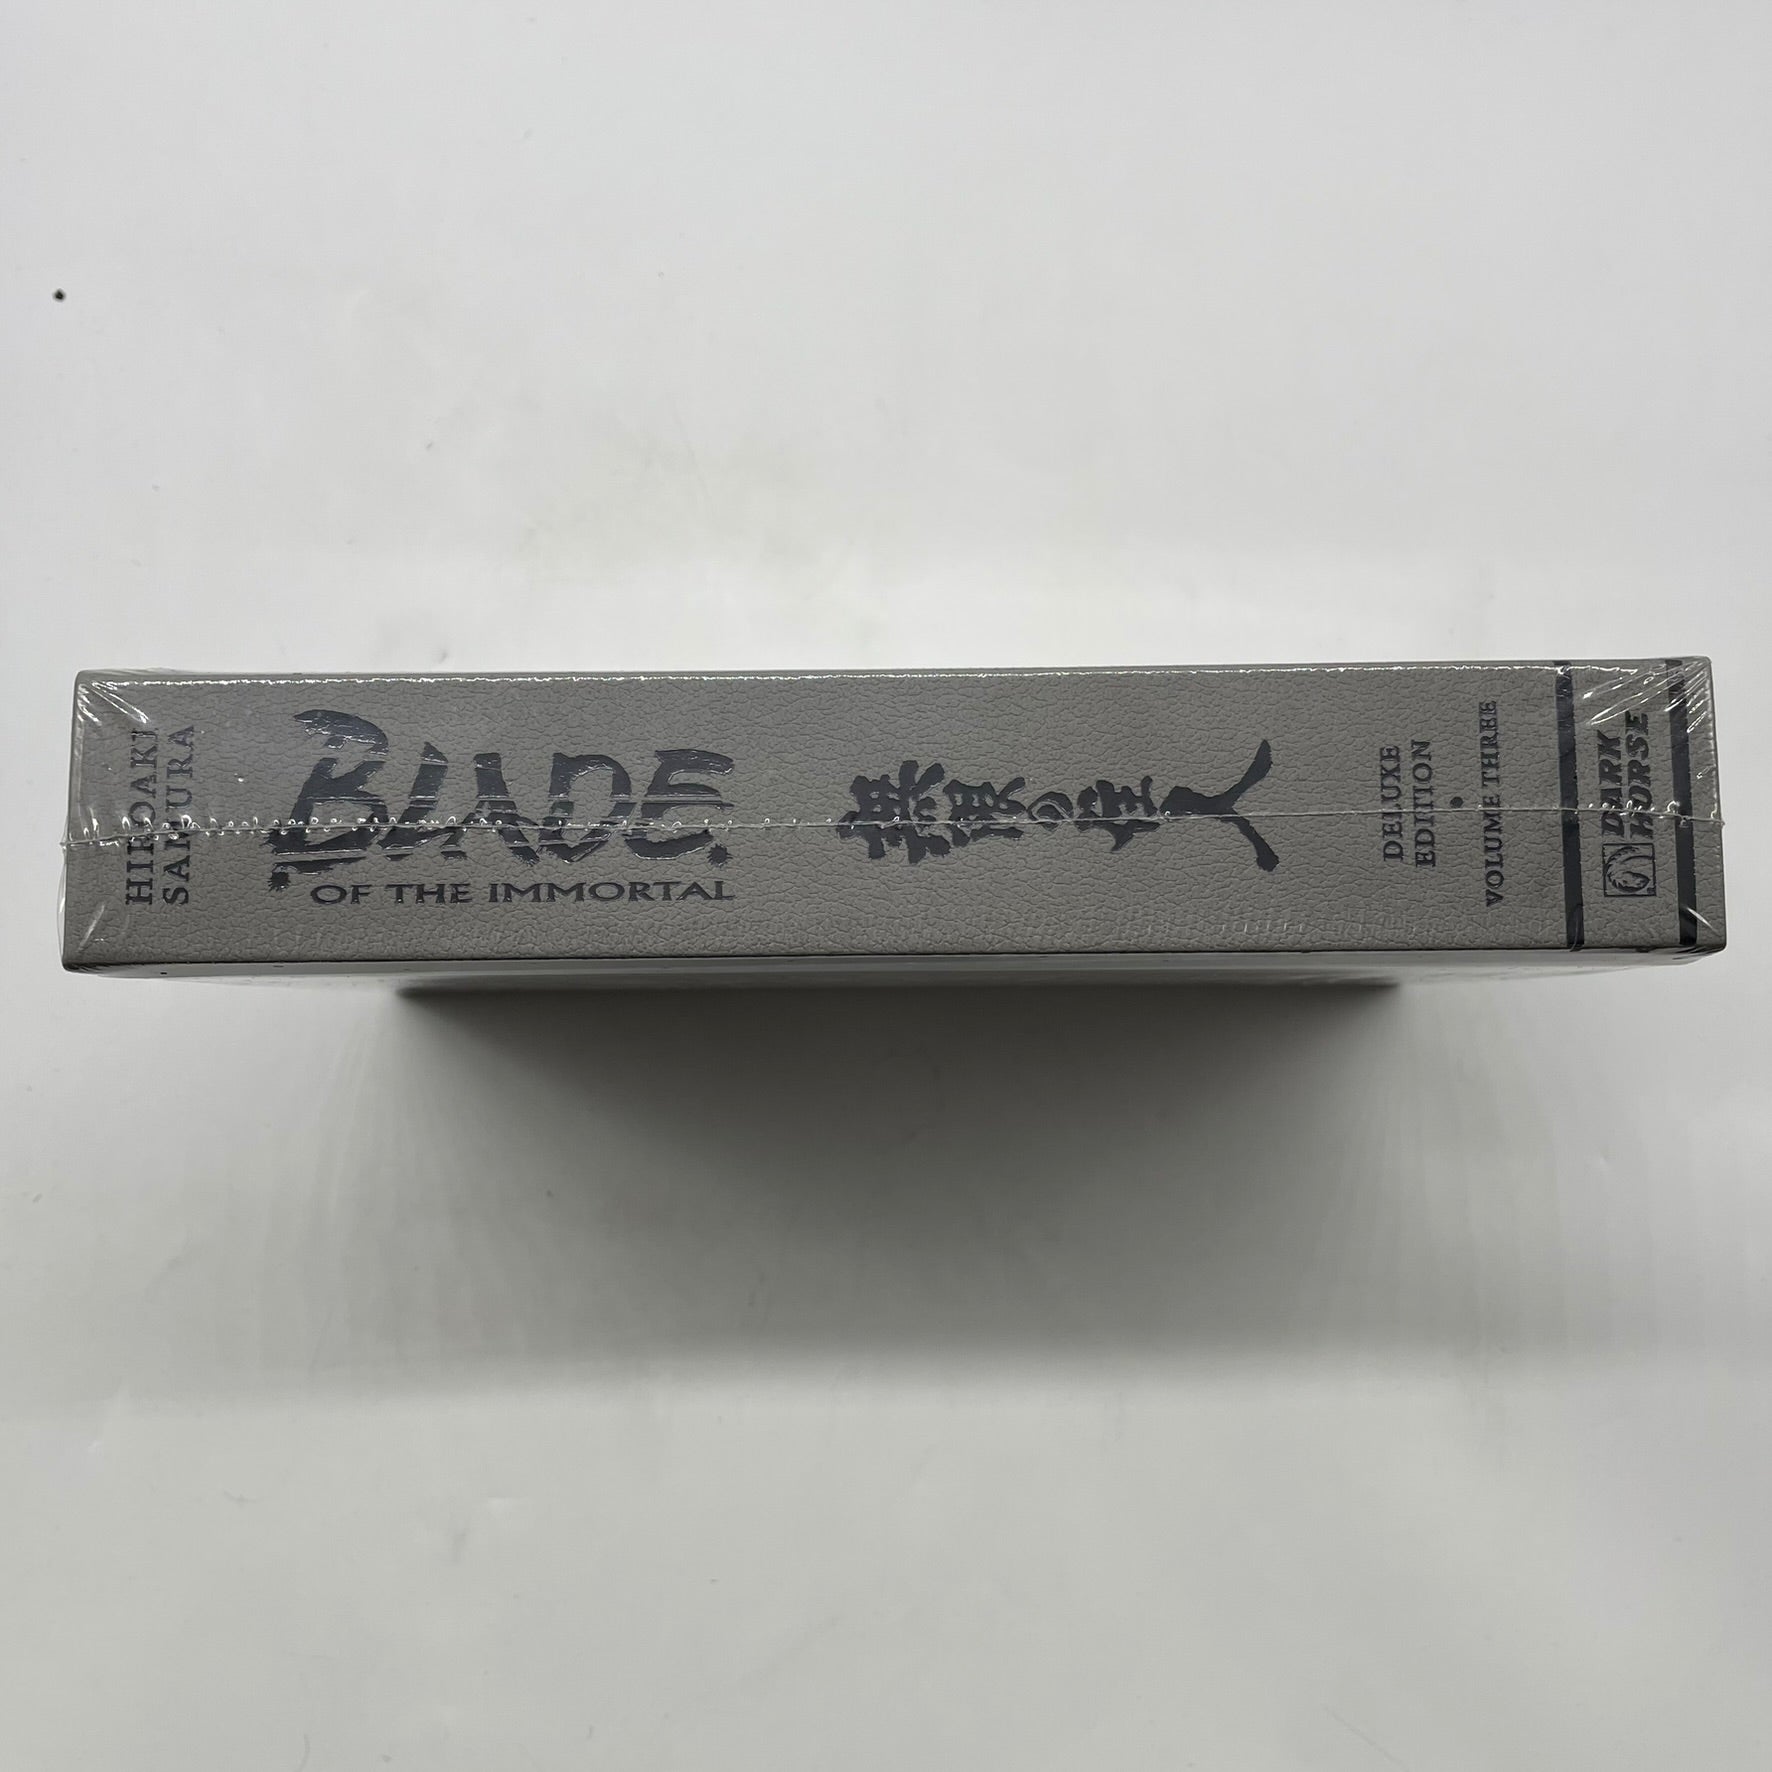 HIROAKI
SAMURA
BLADE
OF THE IMMORTAL
無限の住人
DELUXE
EDITION
•
VOLUME THREE
DARK
HORSE